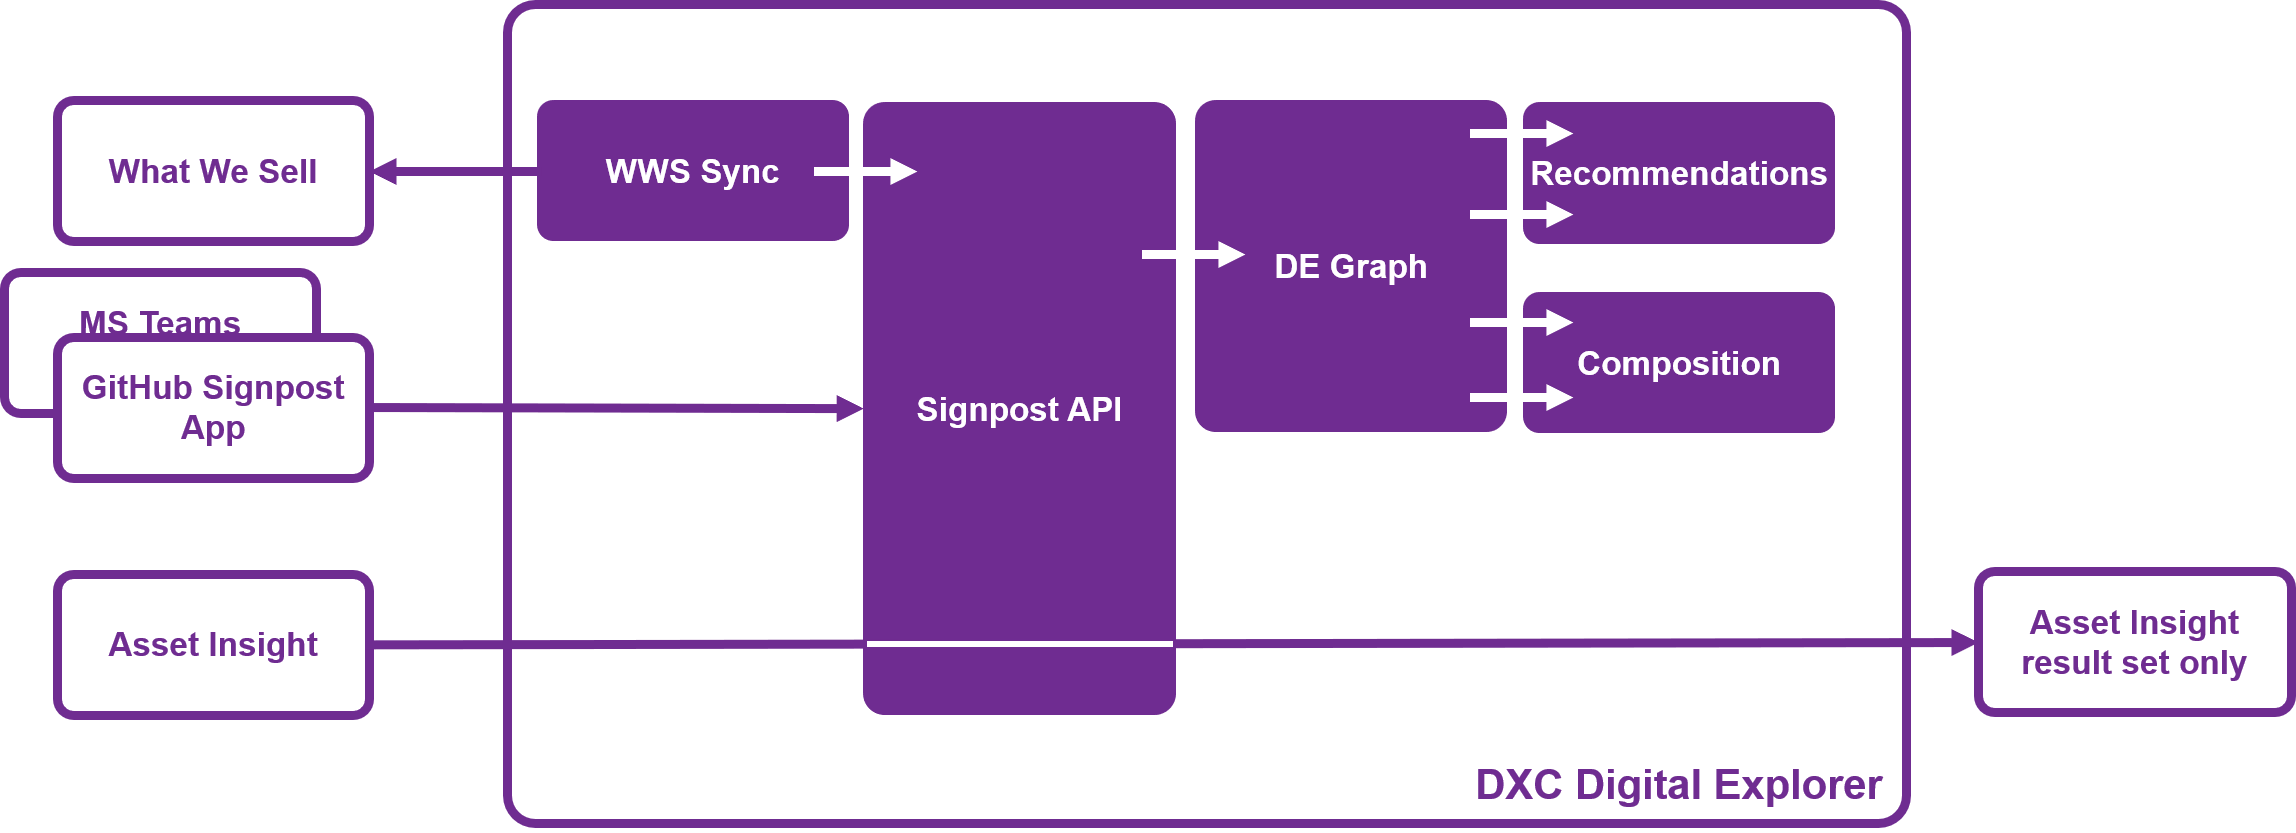 What We Sell
WWS Sync
Recommendations
DE Graph
MS Teams
GitHub Signpost
App
Signpost API
Composition
Asset Insight
Asset Insight
result set only
DXC Digital Explorer